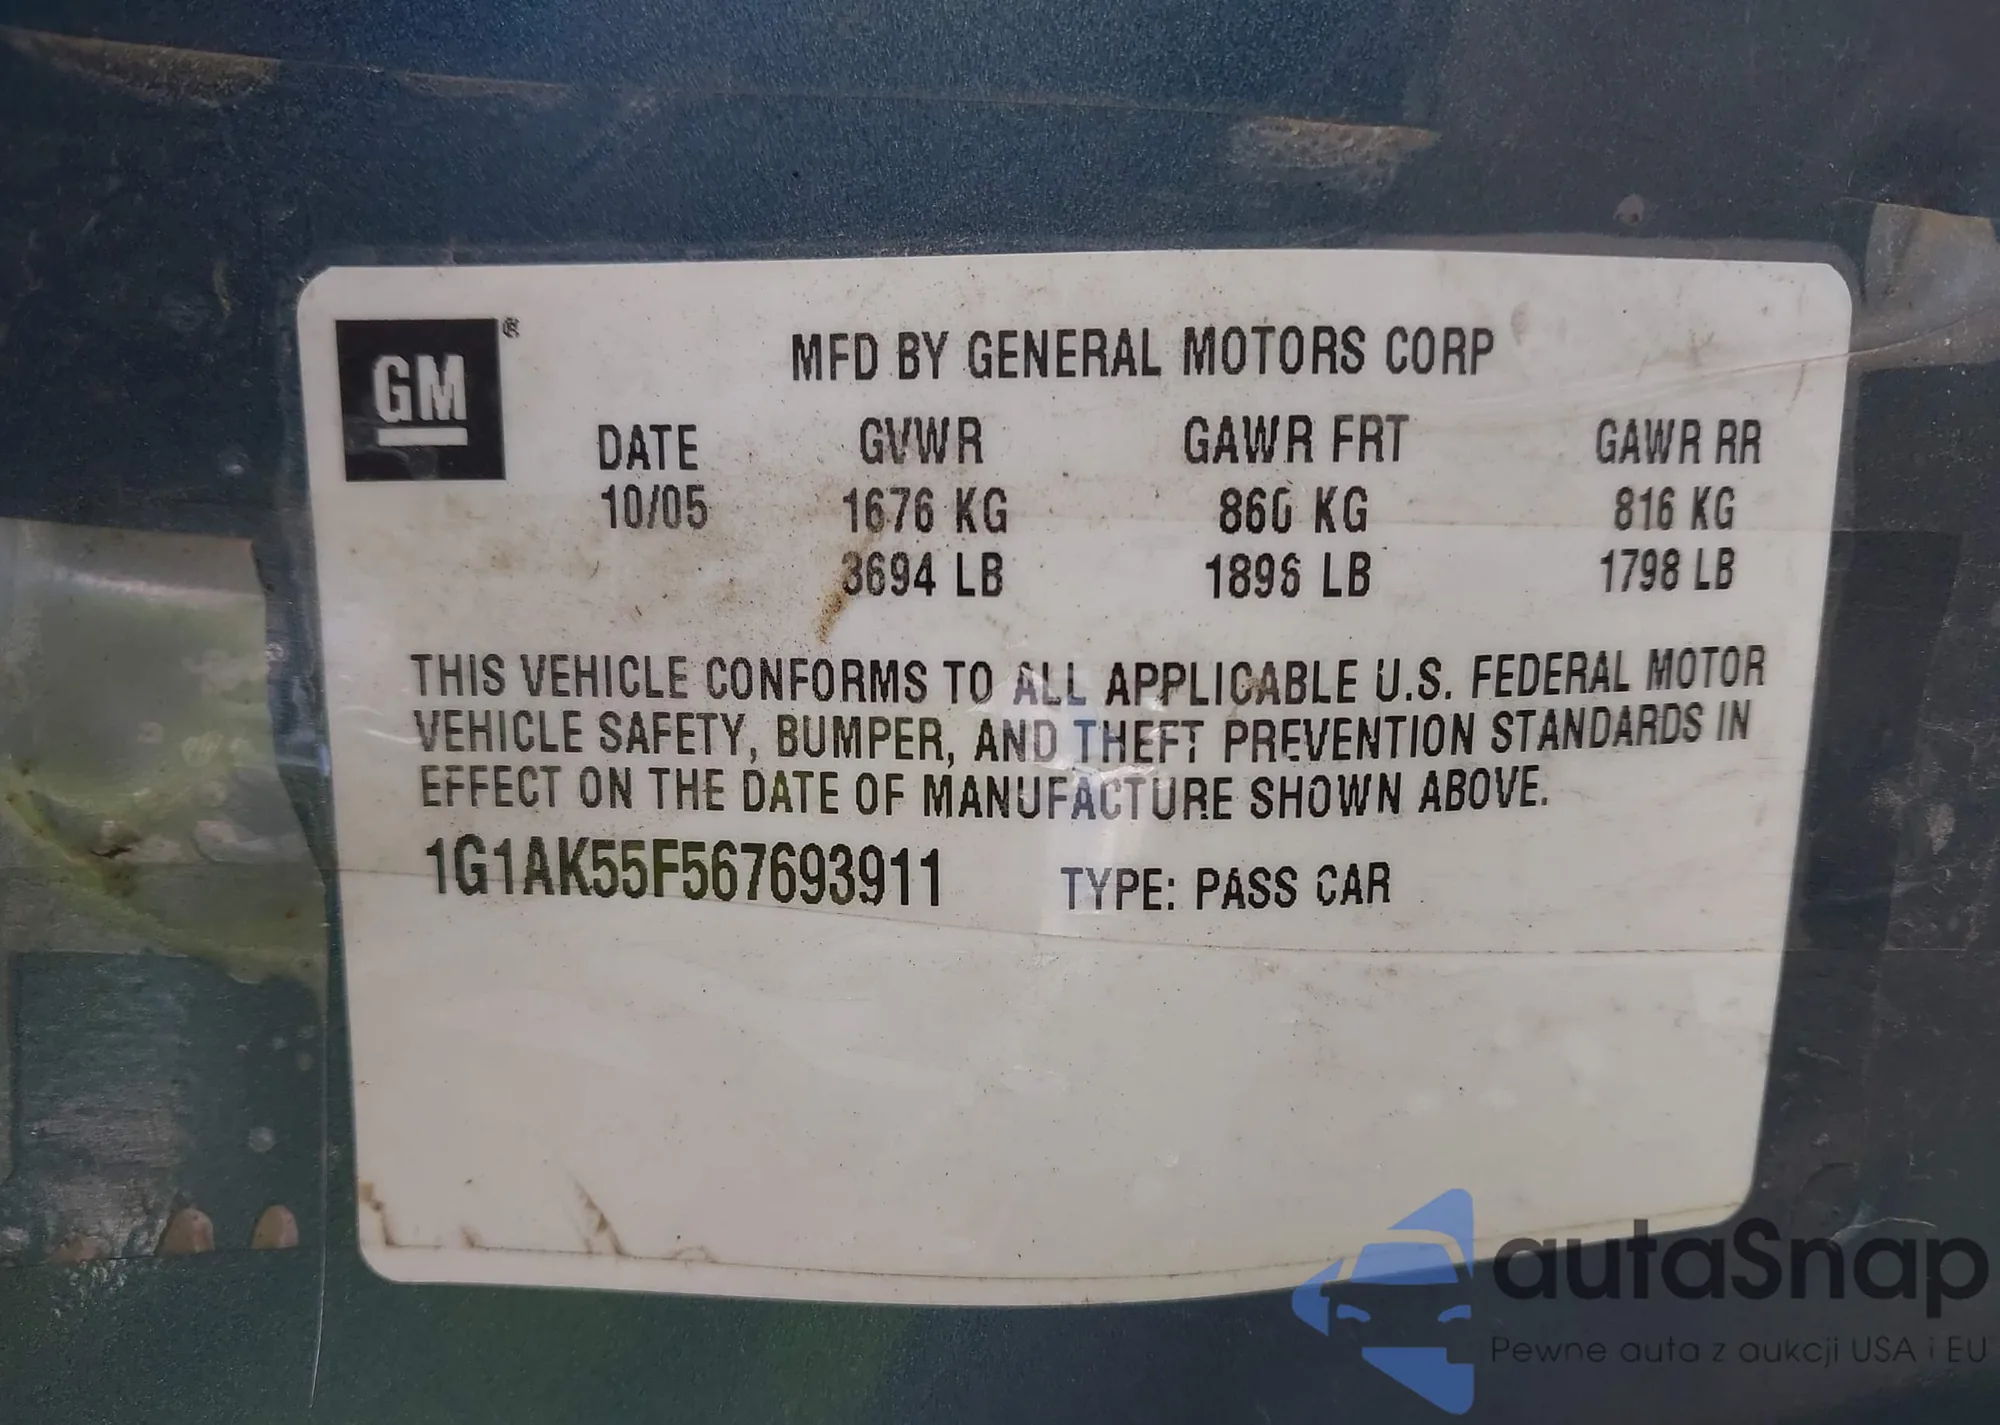 GM®
MFD BY GENERAL MOTORS CORP
DATE GVWR GAWR FRT GAWR RR
10/05 1676 KG 860 KG 816 KG
3694 LB 1896 LB 1798 LB
THIS VEHICLE CONFORMS TO ALL APPLICABLE U.S. FEDERAL MOTOR
VEHICLE SAFETY, BUMPER, AND THEFT PREVENTION STANDARDS IN
EFFECT ON THE DATE OF MANUFACTURE SHOWN ABOVE.
1G1AK55F567693911 TYPE: PASS CAR
autaSnap
Pewne auta z aukcji USA i EU